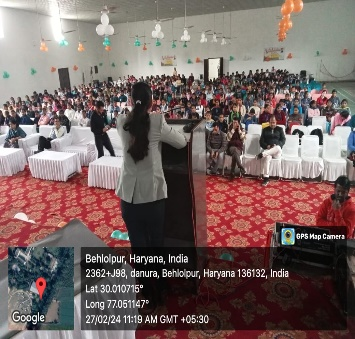 GPS Map Camera
Behlolpur, Haryana, India
2362+J98, danura, Behlolpur, Haryana 136132, India
Lat 30.010715°
Long 77.051147°
27/02/24 11:19 AM GMT +05:30
Google